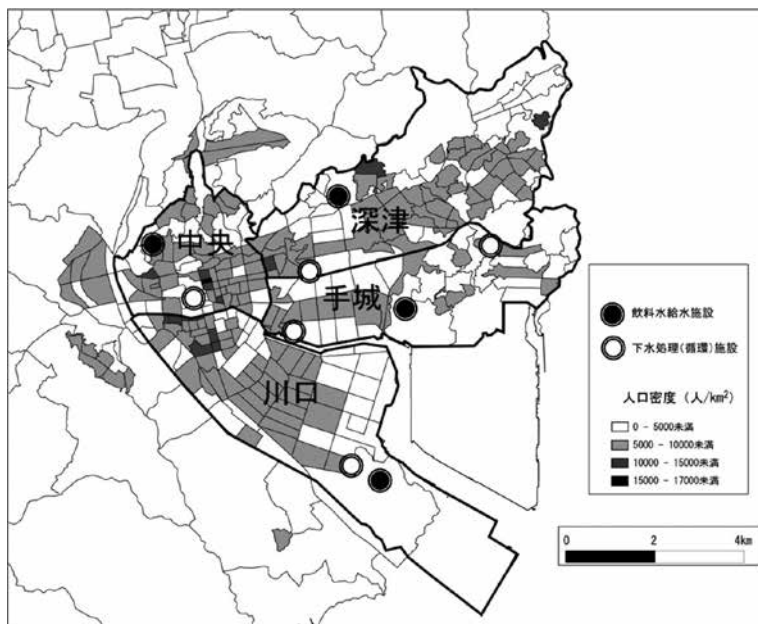 深津
中央
手城
川口
飲料水給水施設
下水処理(循環)施設
人口密度 (人/km²)
0 - 5000未満
5000 - 10000未満
10000 - 15000未満
15000 - 17000未満
0 2 4km